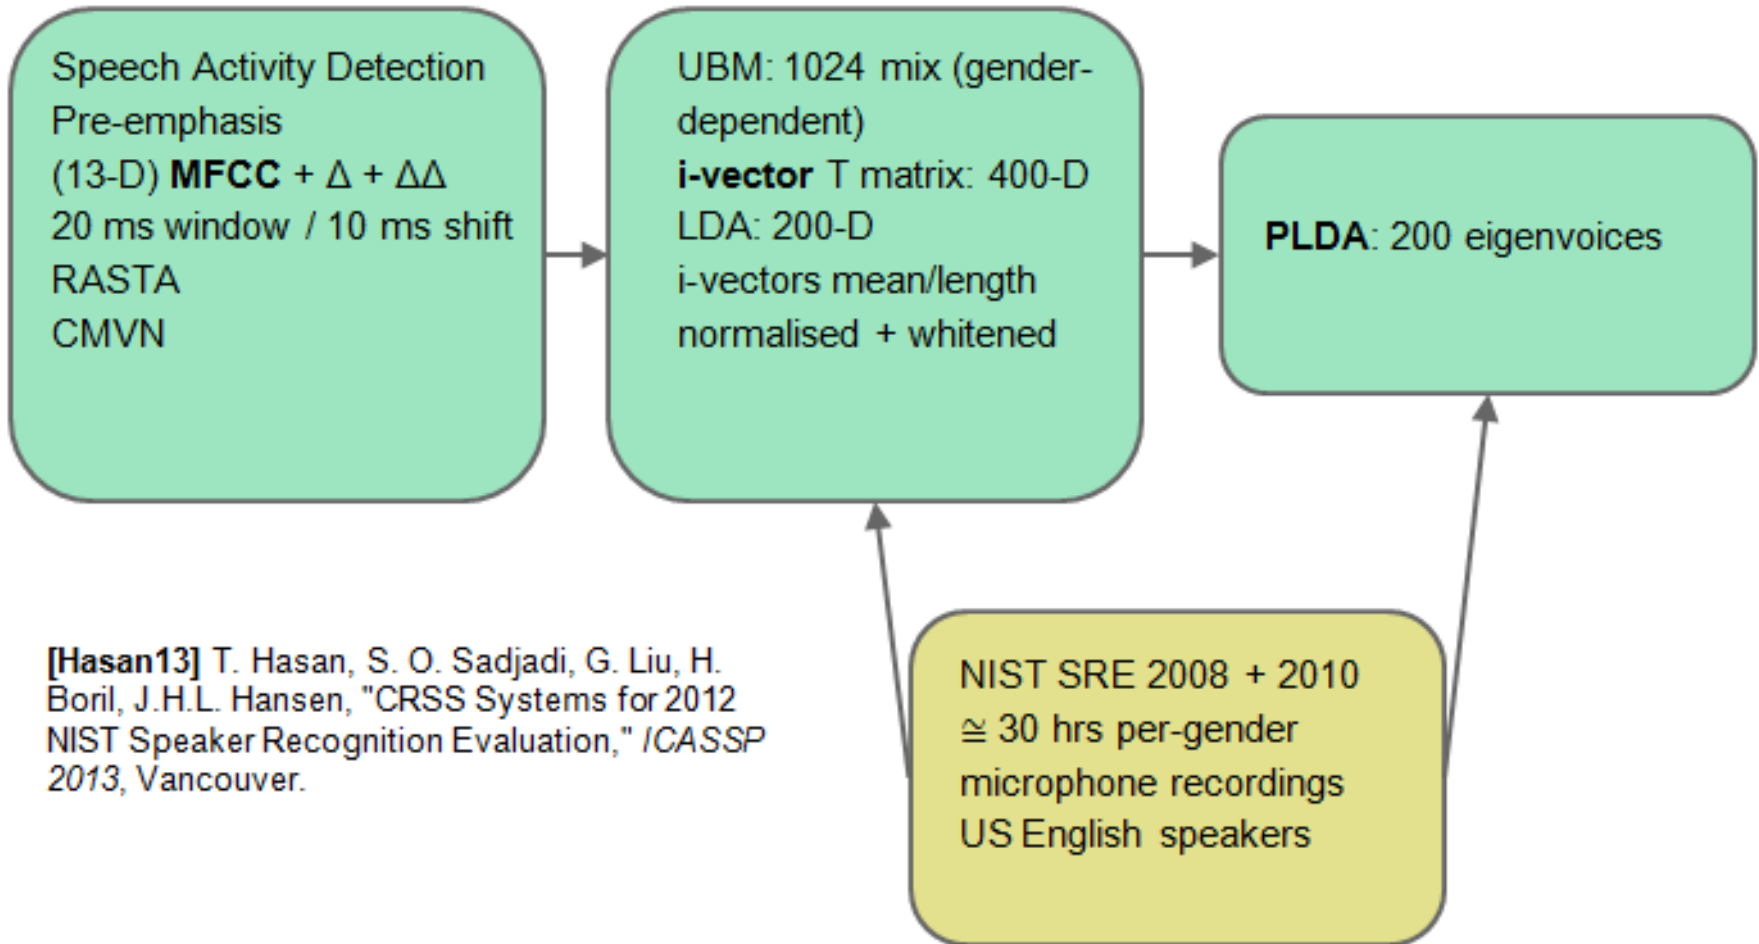 Speech Activity Detection
Pre-emphasis
(13-D) MFCC + Δ + ΔΔ
20 ms window / 10 ms shift
RASTA
CMVN
UBM: 1024 mix (gender-
dependent)
i-vector T matrix: 400-D
LDA: 200-D
i-vectors mean/length
normalised + whitened
PLDA: 200 eigenvoices
NIST SRE 2008 + 2010
≅ 30 hrs per-gender
microphone recordings
US English speakers
[Hasan13] T. Hasan, S. O. Sadjadi, G. Liu, H.
Boril, J.H.L. Hansen, "CRSS Systems for 2012
NIST Speaker Recognition Evaluation," ICASSP
2013, Vancouver.